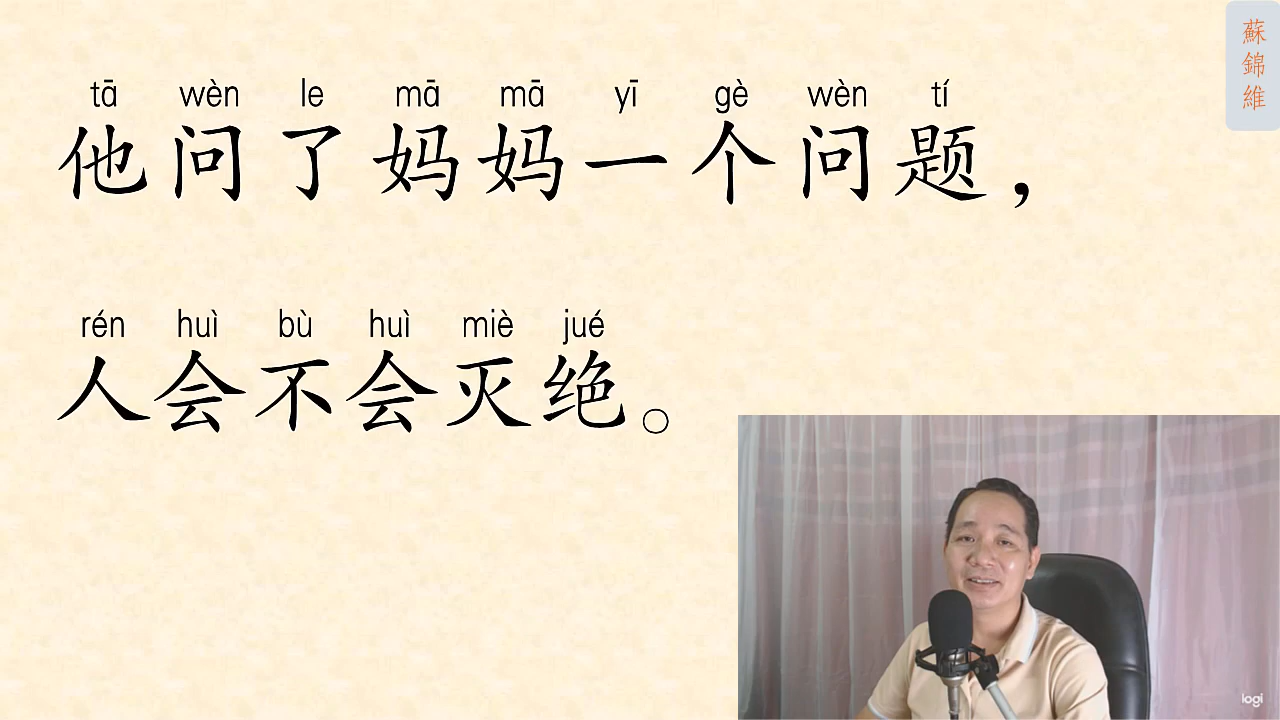 tā wèn le mā mā yī gè wèn tí
他问了妈妈一个问题，
rén huì bù huì miè jué
人会不会灭绝。
蘇錦維
logi